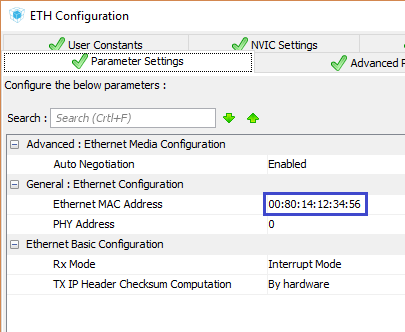 ETH Configuration
User Constants
NVIC Settings
Parameter Settings
Advanced
Configure the below parameters :
Search : Search (Crtl+F)
Advanced : Ethernet Media Configuration
Auto Negotiation Enabled
General : Ethernet Configuration
Ethernet MAC Address 00:80:14:12:34:56
PHY Address 0
Ethernet Basic Configuration
Rx Mode Interrupt Mode
TX IP Header Checksum Computation By hardware